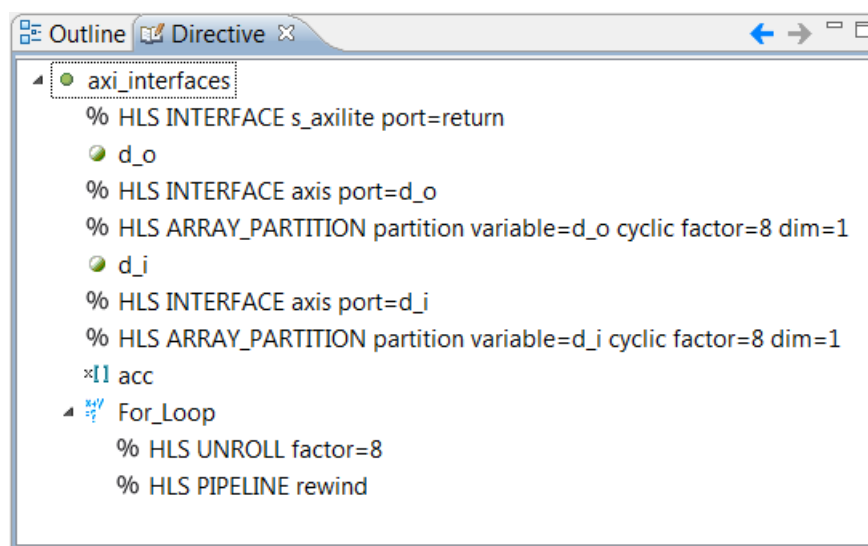 Outline Directive
axi_interfaces
% HLS INTERFACE s_axilite port=return
d_o
% HLS INTERFACE axis port=d_o
% HLS ARRAY_PARTITION partition variable=d_o cyclic factor=8 dim=1
d_i
% HLS INTERFACE axis port=d_i
% HLS ARRAY_PARTITION partition variable=d_i cyclic factor=8 dim=1
×[] acc
For_Loop
% HLS UNROLL factor=8
% HLS PIPELINE rewind